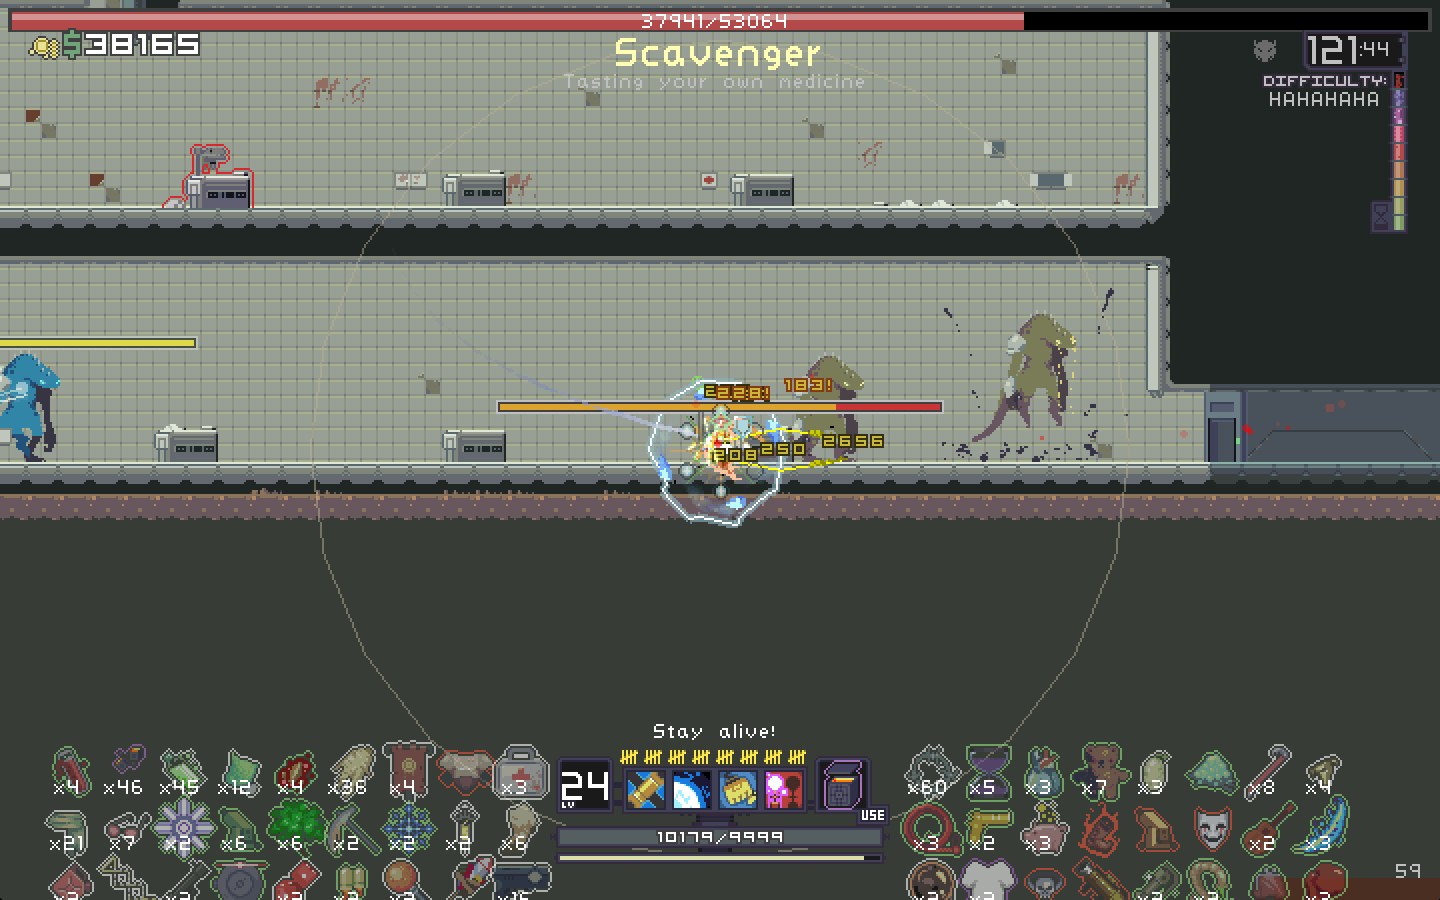 37941/53064
$38165
Scavenger
Tasting your own medicine
121:44
DIFFICULTY:
HAHAHAHA
228!
183!
208
250
2656
Stay alive!
x4 x46 x45 x12 x4 x36 x4 x3
24
LV
USE
x60 x5 x3 x7 x3 x8 x4
x21 x7 x2 x6 x6 x2 x2 x2 x6
10179/9999
x3 x2 x3 x2 x3
59